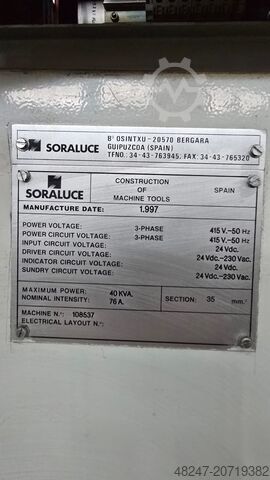 SORALUCE
Bº OSINTXU-20570 BERGARA
GUIPUZCOA (SPAIN)
TFNO.:34-43-763945. FAX:34-43-765320
SORALUCE
CONSTRUCTION OF MACHINE TOOLS
SPAIN
MANUFACTURE DATE: 1.997
POWER VOLTAGE: 3-PHASE 415 V.-50 Hz
POWER CIRCUIT VOLTAGE: 3-PHASE 415 V.-50 Hz
INPUT CIRCUIT VOLTAGE: 24 Vdc.
DRIVER CIRCUIT VOLTAGE: 24 Vdc.-230 Vac.
INDICATOR CIRCUIT VOLTAGE: 24 Vdc.
SUNDRY CIRCUIT VOLTAGE: 24 Vdc.-230 Vac.
MAXIMUM POWER: 40 KVA.
NOMINAL INTENSITY: 76 A.
SECTION: 35 mm.²
MACHINE N.º: 108537
ELECTRICAL LAYOUT N.º:
48247-20719382